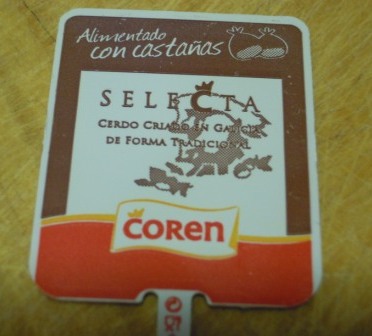 Alimentado
con castañas
SELECTA
CERDO CRIADO EN GALICIA
DE FORMA TRADICIONAL
COREN